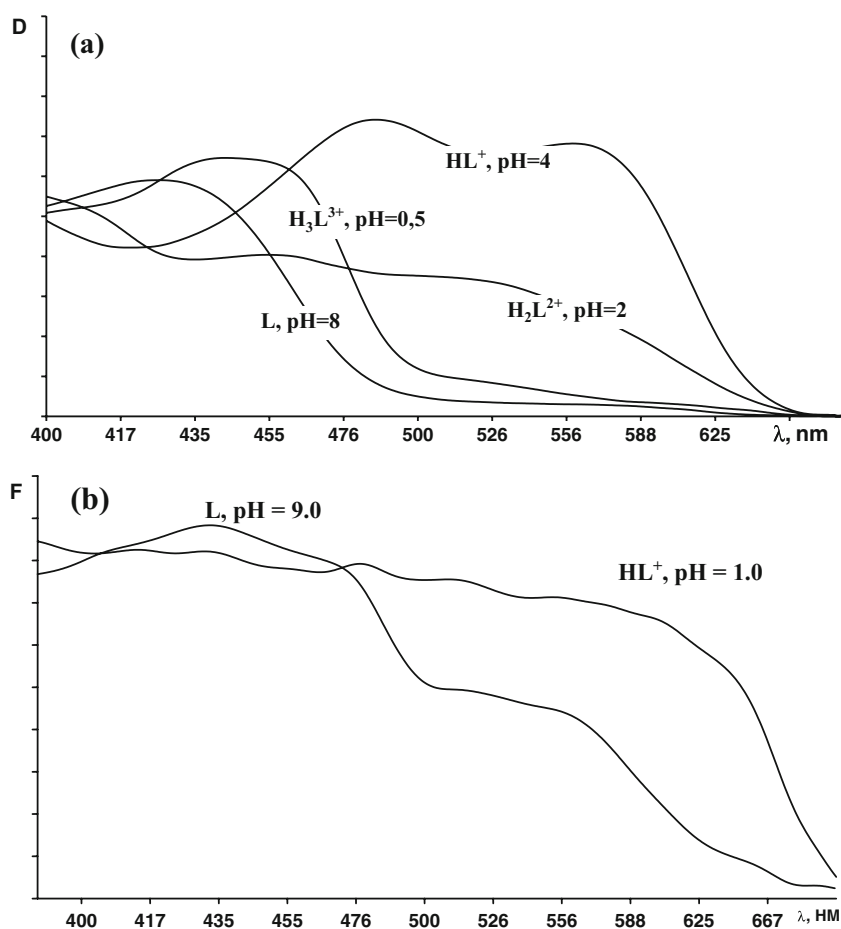 D
(a)
HL⁺, pH=4
H₃L³⁺, pH=0,5
L, pH=8
H₂L²⁺, pH=2
400 417 435 455 476 500 526 556 588 625 λ, nm
F
(b)
L, pH = 9.0
HL⁺, pH = 1.0
400 417 435 455 476 500 526 556 588 625 667 λ, HM